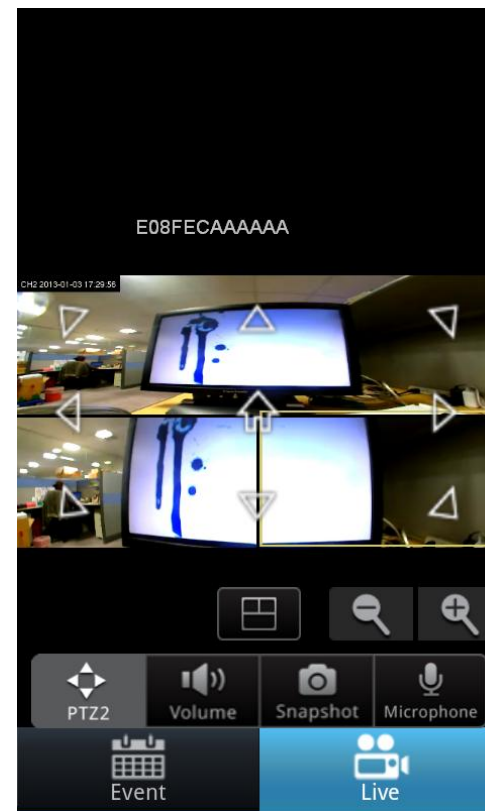 E08FECAAAAAA
CH2 2013-01-03 17:29:56
PTZ2 Volume Snapshot Microphone
Event Live